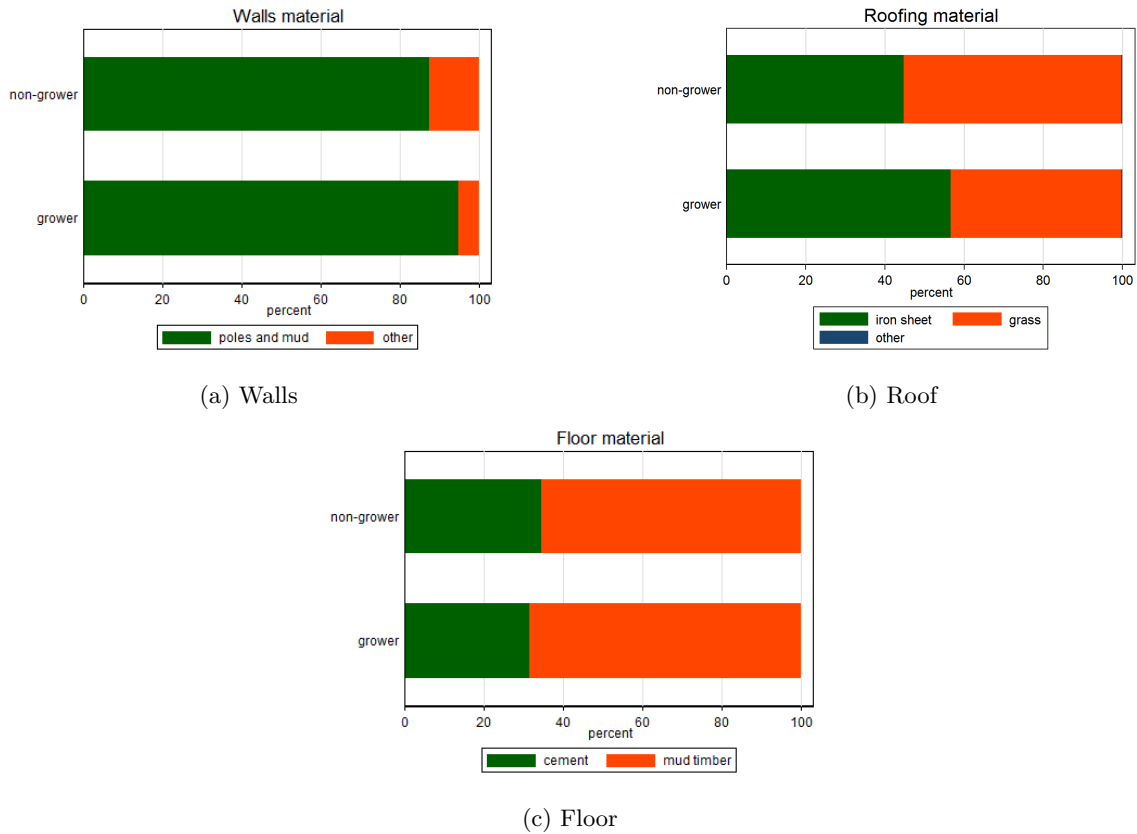 Walls material
non-grower
grower
0 20 40 60 80 100
percent
poles and mud other
(a) Walls
Roofing material
non-grower
grower
0 20 40 60 80 100
percent
iron sheet grass
other
(b) Roof
Floor material
non-grower
grower
0 20 40 60 80 100
percent
cement mud timber
(c) Floor